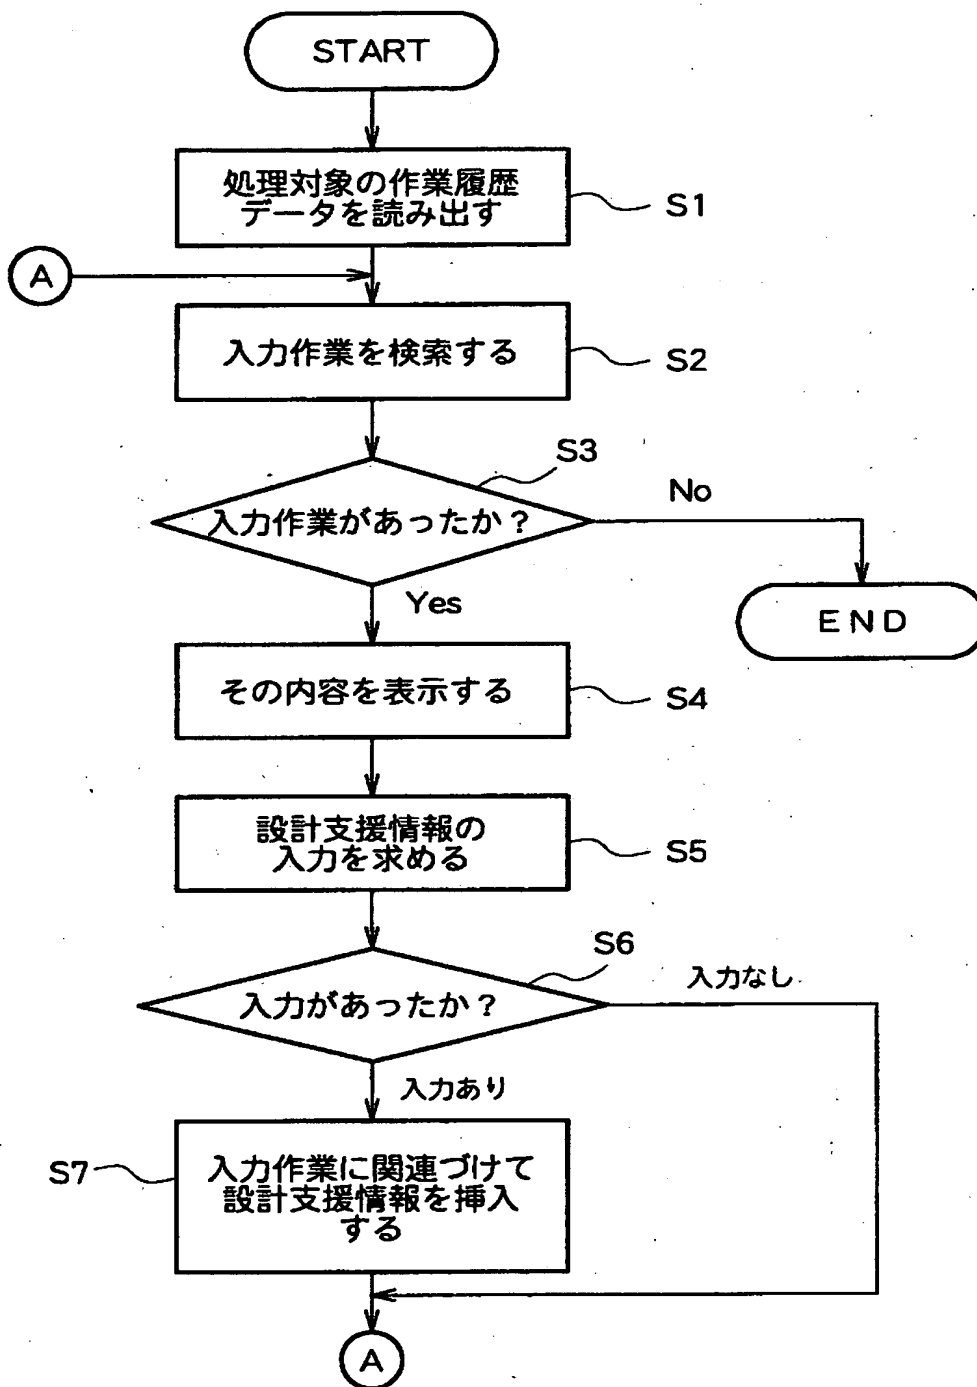 START
処理対象の作業履歴
データを読み出す
S1
A
入力作業を検索する
S2
S3
入力作業があったか？
No
Yes
END
その内容を表示する
S4
設計支援情報の
入力を求める
S5
S6
入力があったか？
入力なし
入力あり
S7
入力作業に関連づけて
設計支援情報を挿入
する
A